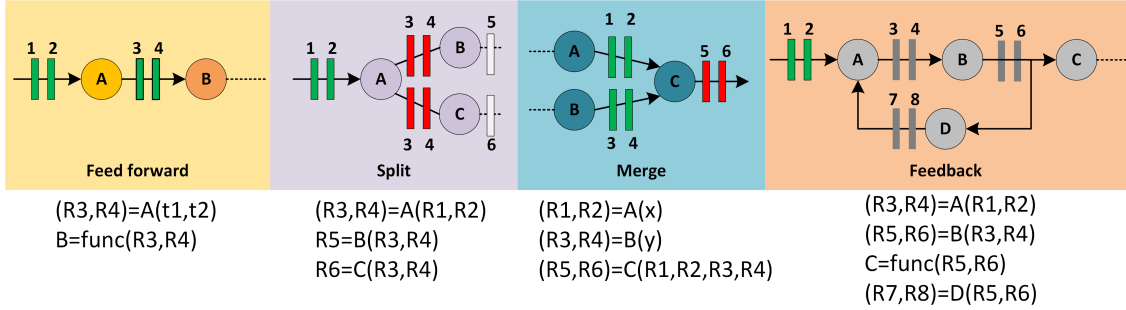 1 2 A 3 4 B
Feed forward
1 2 A 3 4 B 5
3 4 C 6
Split
A 1 2 C 5 6
B 3 4
Merge
1 2 A 3 4 B 5 6 C
7 8 D
Feedback
(R3,R4)=A(t1,t2)
B=func(R3,R4)
(R3,R4)=A(R1,R2)
R5=B(R3,R4)
R6=C(R3,R4)
(R1,R2)=A(x)
(R3,R4)=B(y)
(R5,R6)=C(R1,R2,R3,R4)
(R3,R4)=A(R1,R2)
(R5,R6)=B(R3,R4)
C=func(R5,R6)
(R7,R8)=D(R5,R6)